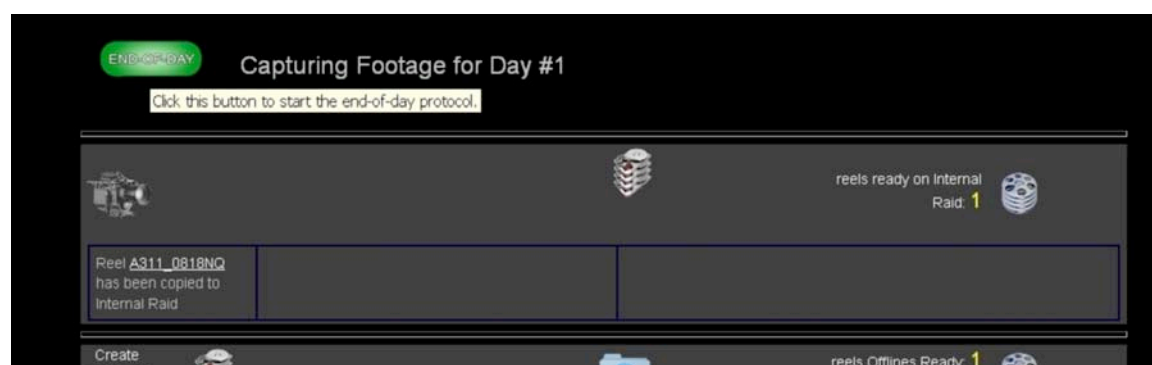 END-OF-DAY
Capturing Footage for Day #1
Click this button to start the end-of-day protocol.
reels ready on Internal
Raid: 1
Reel A311_0818NQ
has been copied to
Internal Raid
Create
reels Offlines Ready: 1